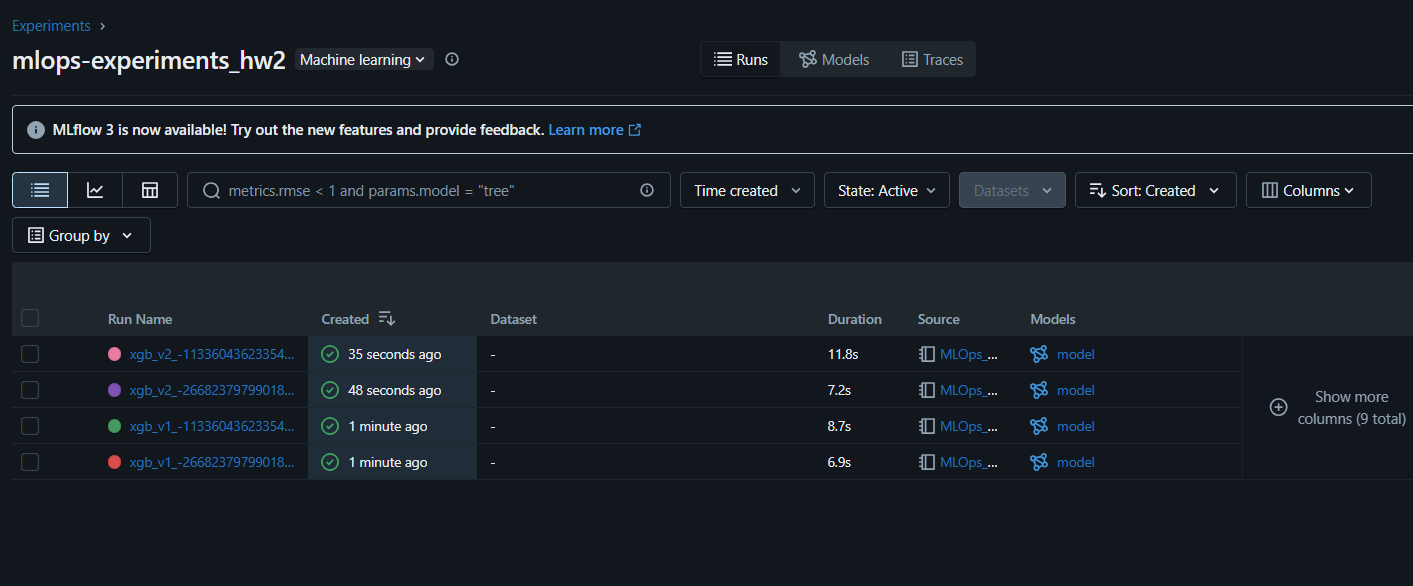 Experiments ›
mlops-experiments_hw2 Machine learning Runs Models Traces
MLflow 3 is now available! Try out the new features and provide feedback. Learn more
metrics.rmse < 1 and params.model = "tree" Time created State: Active Datasets Sort: Created Columns
Group by
Run Name Created Dataset Duration Source Models
xgb_v2_-11336043623354... 35 seconds ago - 11.8s MLOps_... model
xgb_v2_-26682379799018... 48 seconds ago - 7.2s MLOps_... model
xgb_v1_-11336043623354... 1 minute ago - 8.7s MLOps_... model
xgb_v1_-26682379799018... 1 minute ago - 6.9s MLOps_... model
Show more
columns (9 total)